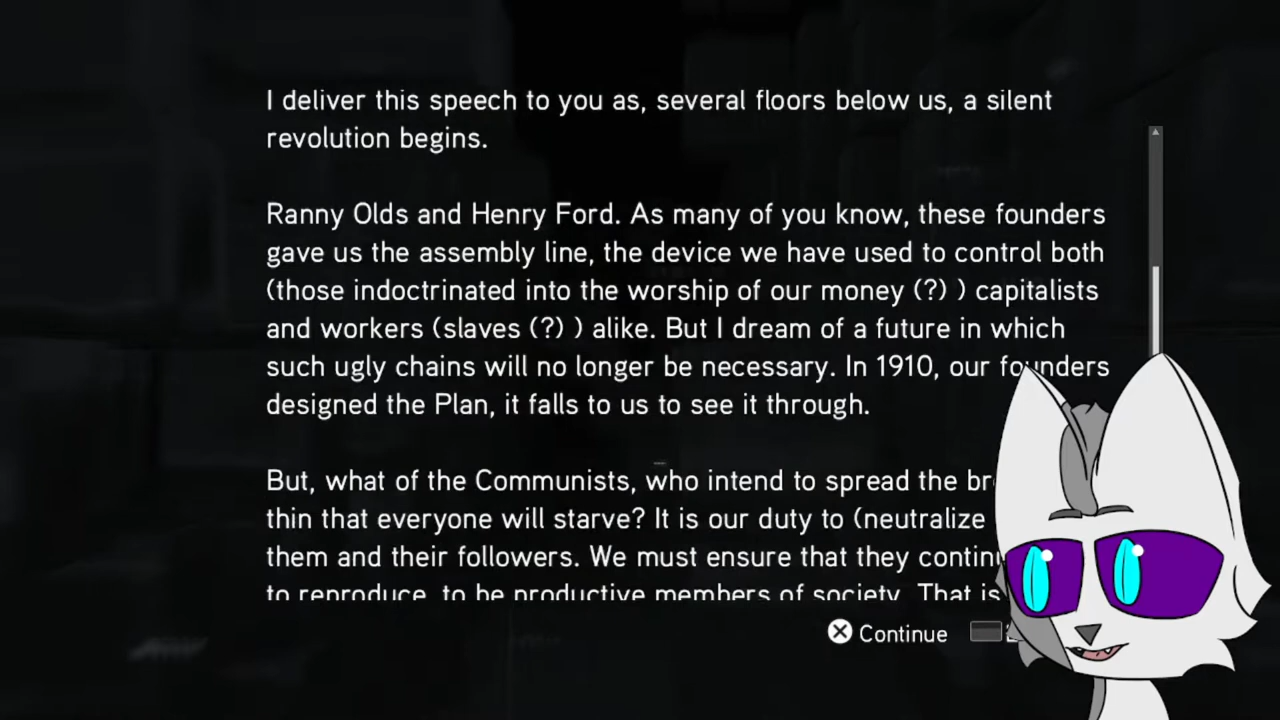 I deliver this speech to you as, several floors below us, a silent
revolution begins.
Ranny Olds and Henry Ford. As many of you know, these founders
gave us the assembly line, the device we have used to control both
(those indoctrinated into the worship of our money (?) ) capitalists
and workers (slaves (?) ) alike. But I dream of a future in which
such ugly chains will no longer be necessary. In 1910, our founders
designed the Plan, it falls to us to see it through.
But, what of the Communists, who intend to spread the
thin that everyone will starve? It is our duty to (neutralize
them and their followers. We must ensure that they
to reproduce, to be productive members of society. That is
Continue